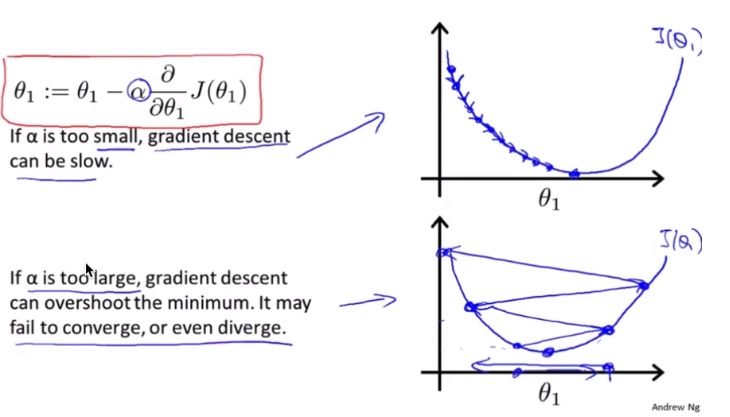 θ₁ := θ₁ − α ∂/∂θ₁ J(θ₁)
If α is too small, gradient descent
can be slow.
J(θ₁)
θ₁
If α is too large, gradient descent
can overshoot the minimum. It may
fail to converge, or even diverge.
J(θ₁)
θ₁
Andrew Ng